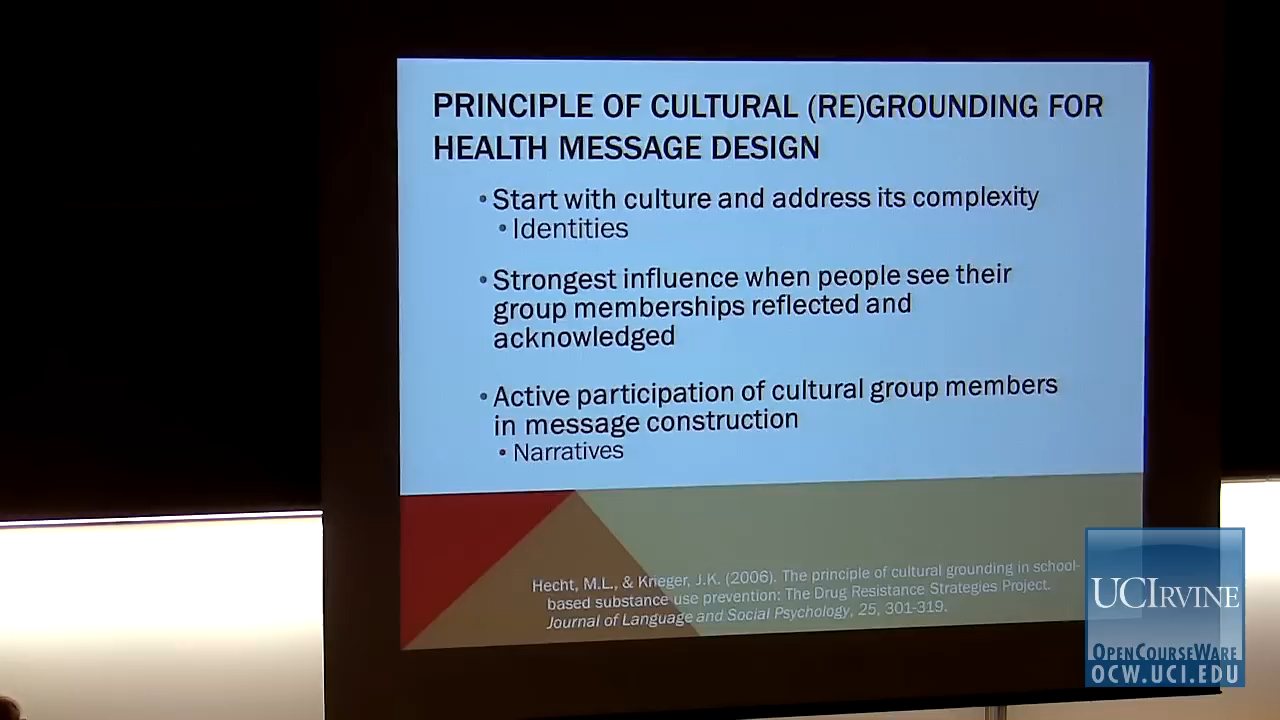 PRINCIPLE OF CULTURAL (RE)GROUNDING FOR
HEALTH MESSAGE DESIGN
• Start with culture and address its complexity
• Identities
• Strongest influence when people see their
group memberships reflected and
acknowledged
• Active participation of cultural group members
in message construction
• Narratives
Hecht, M.L., & Krieger, J.K. (2006). The principle of cultural grounding in school-
based substance use prevention: The Drug Resistance Strategies Project.
Journal of Language and Social Psychology, 25, 301-319.
UCIRVINE
OPENCOURSEWARE
OCW.UCI.EDU